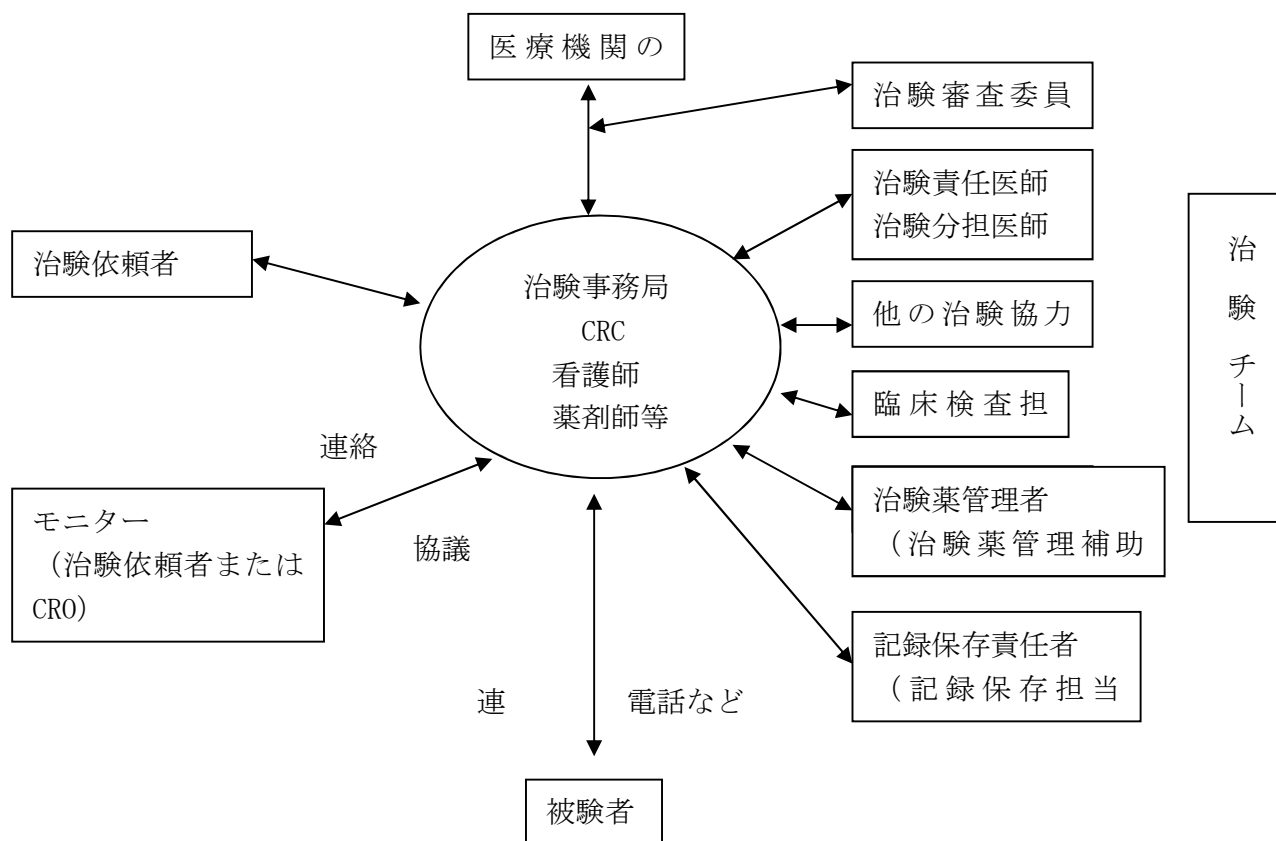 医療機関の
治験審査委員
治験責任医師
治験分担医師
治験依頼者
治験事務局
CRC
看護師
薬剤師等
他の治験協力
臨床検査担
治験チーム
連絡
協議
モニター
（治験依頼者または
CRO）
治験薬管理者
（治験薬管理補助
記録保存責任者
（記録保存担当
連
電話など
被験者